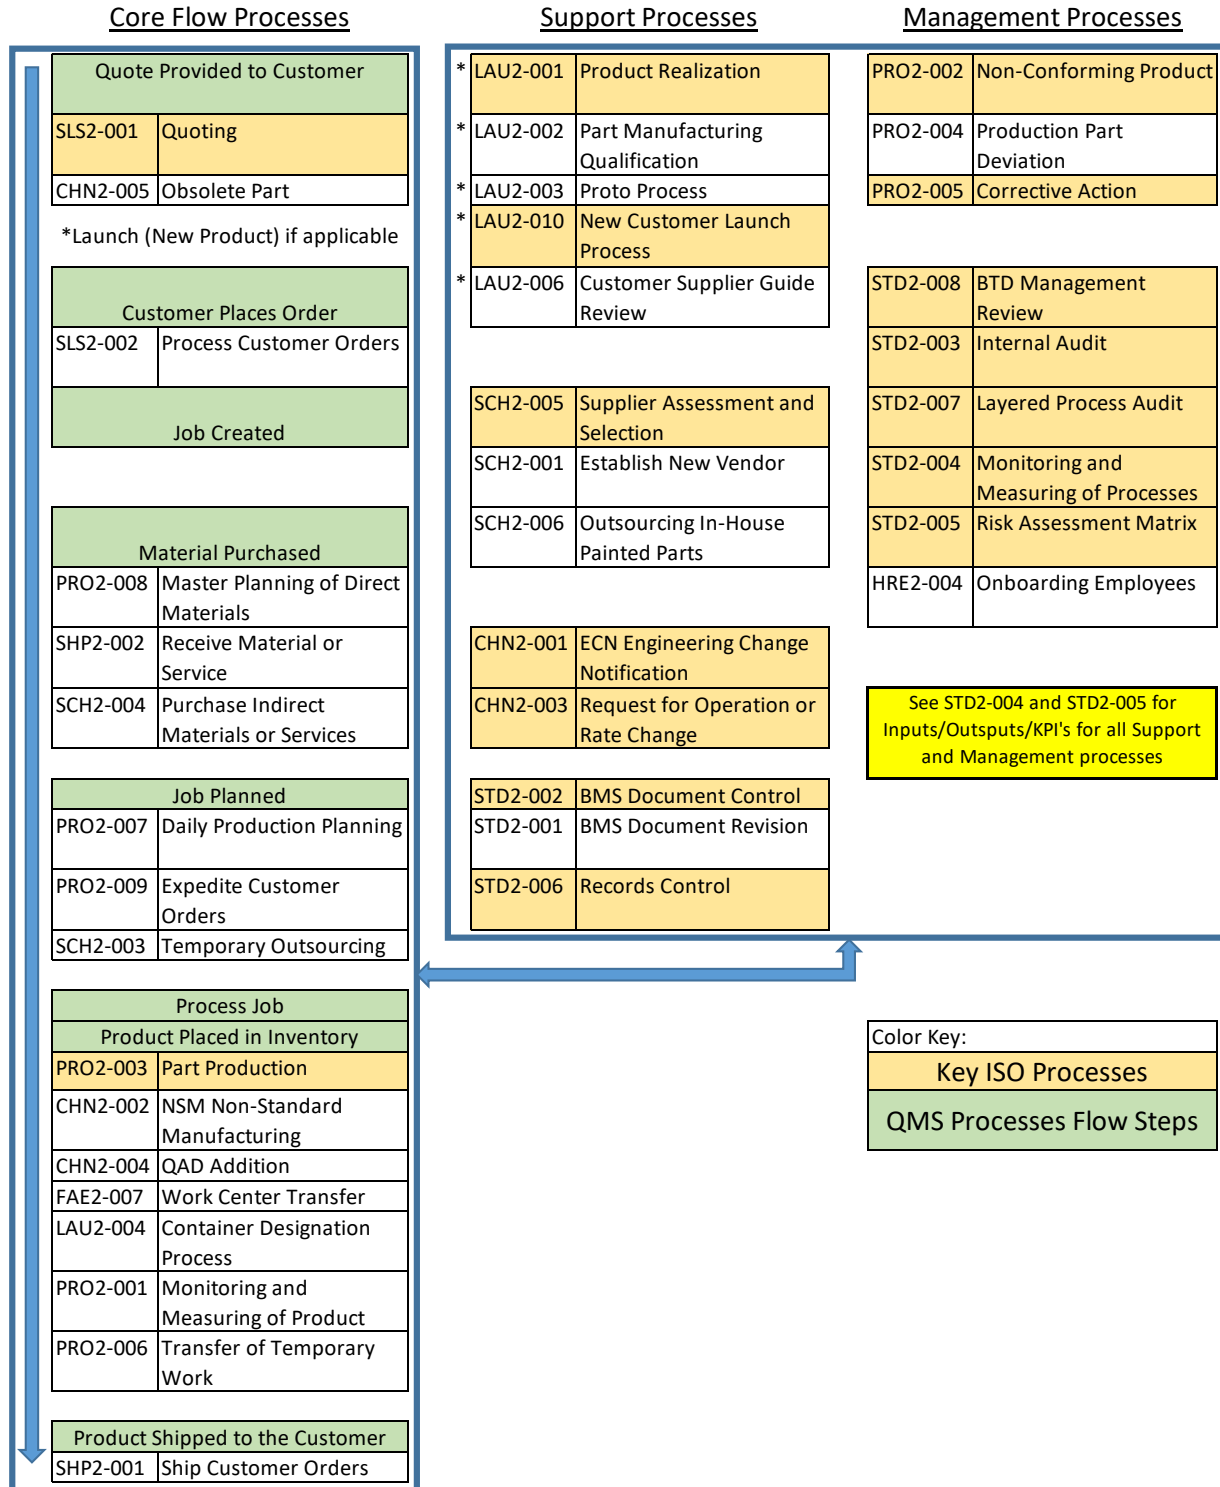 Core Flow Processes
Quote Provided to Customer
SLS2-001 Quoting
CHN2-005 Obsolete Part
*Launch (New Product) if applicable
Customer Places Order
SLS2-002 Process Customer Orders
Job Created
Material Purchased
PRO2-008 Master Planning of Direct
Materials
SHP2-002 Receive Material or
Service
SCH2-004 Purchase Indirect
Materials or Services
Job Planned
PRO2-007 Daily Production Planning
PRO2-009 Expedite Customer
Orders
SCH2-003 Temporary Outsourcing
Process Job
Product Placed in Inventory
PRO2-003 Part Production
CHN2-002 NSM Non-Standard
Manufacturing
CHN2-004 QAD Addition
FAE2-007 Work Center Transfer
LAU2-004 Container Designation
Process
PRO2-001 Monitoring and
Measuring of Product
PRO2-006 Transfer of Temporary
Work
Product Shipped to the Customer
SHP2-001 Ship Customer Orders
Support Processes
* LAU2-001 Product Realization
* LAU2-002 Part Manufacturing
Qualification
* LAU2-003 Proto Process
* LAU2-010 New Customer Launch
Process
* LAU2-006 Customer Supplier Guide
Review
SCH2-005 Supplier Assessment and
Selection
SCH2-001 Establish New Vendor
SCH2-006 Outsourcing In-House
Painted Parts
CHN2-001 ECN Engineering Change
Notification
CHN2-003 Request for Operation or
Rate Change
STD2-002 BMS Document Control
STD2-001 BMS Document Revision
STD2-006 Records Control
Management Processes
PRO2-002 Non-Conforming Product
PRO2-004 Production Part
Deviation
PRO2-005 Corrective Action
STD2-008 BTD Management
Review
STD2-003 Internal Audit
STD2-007 Layered Process Audit
STD2-004 Monitoring and
Measuring of Processes
STD2-005 Risk Assessment Matrix
HRE2-004 Onboarding Employees
See STD2-004 and STD2-005 for
Inputs/Outsputs/KPI's for all Support
and Management processes
Color Key:
Key ISO Processes
QMS Processes Flow Steps